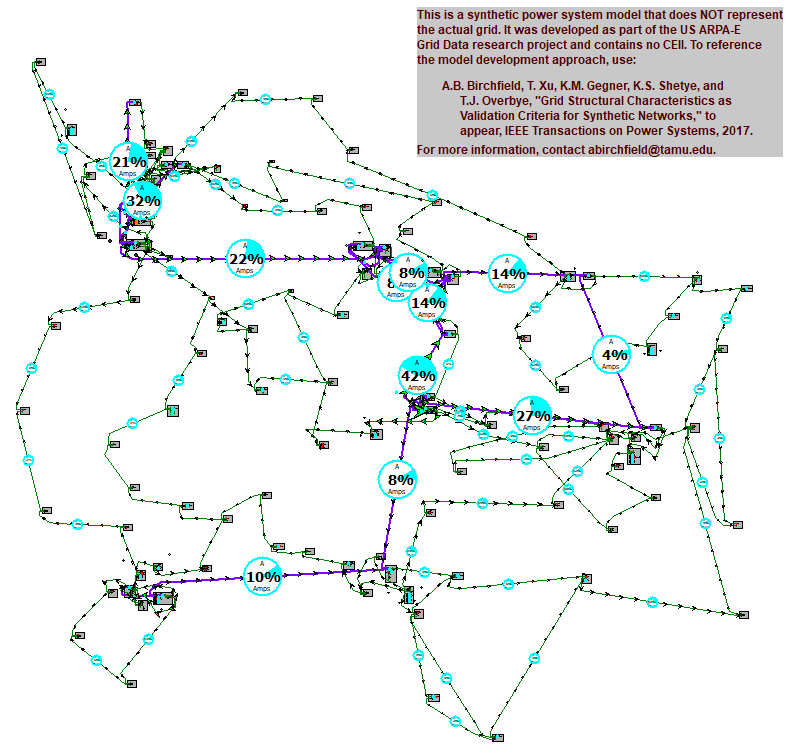 This is a synthetic power system model that does NOT represent
the actual grid. It was developed as part of the US ARPA-E
Grid Data research project and contains no CEII. To reference
the model development approach, use:
A.B. Birchfield, T. Xu, K.M. Gegner, K.S. Shetye, and
T.J. Overbye, "Grid Structural Characteristics as
Validation Criteria for Synthetic Networks," to
appear, IEEE Transactions on Power Systems, 2017.
For more information, contact abirchfield@tamu.edu.
A
21%
Amps
A
32%
Amps
A
22%
Amps
8%
Amps
A
8%
14%
Amps
A
14%
Amps
A
4%
Amps
A
42%
Amps
A
27%
Amps
A
8%
Amps
A
10%
Amps